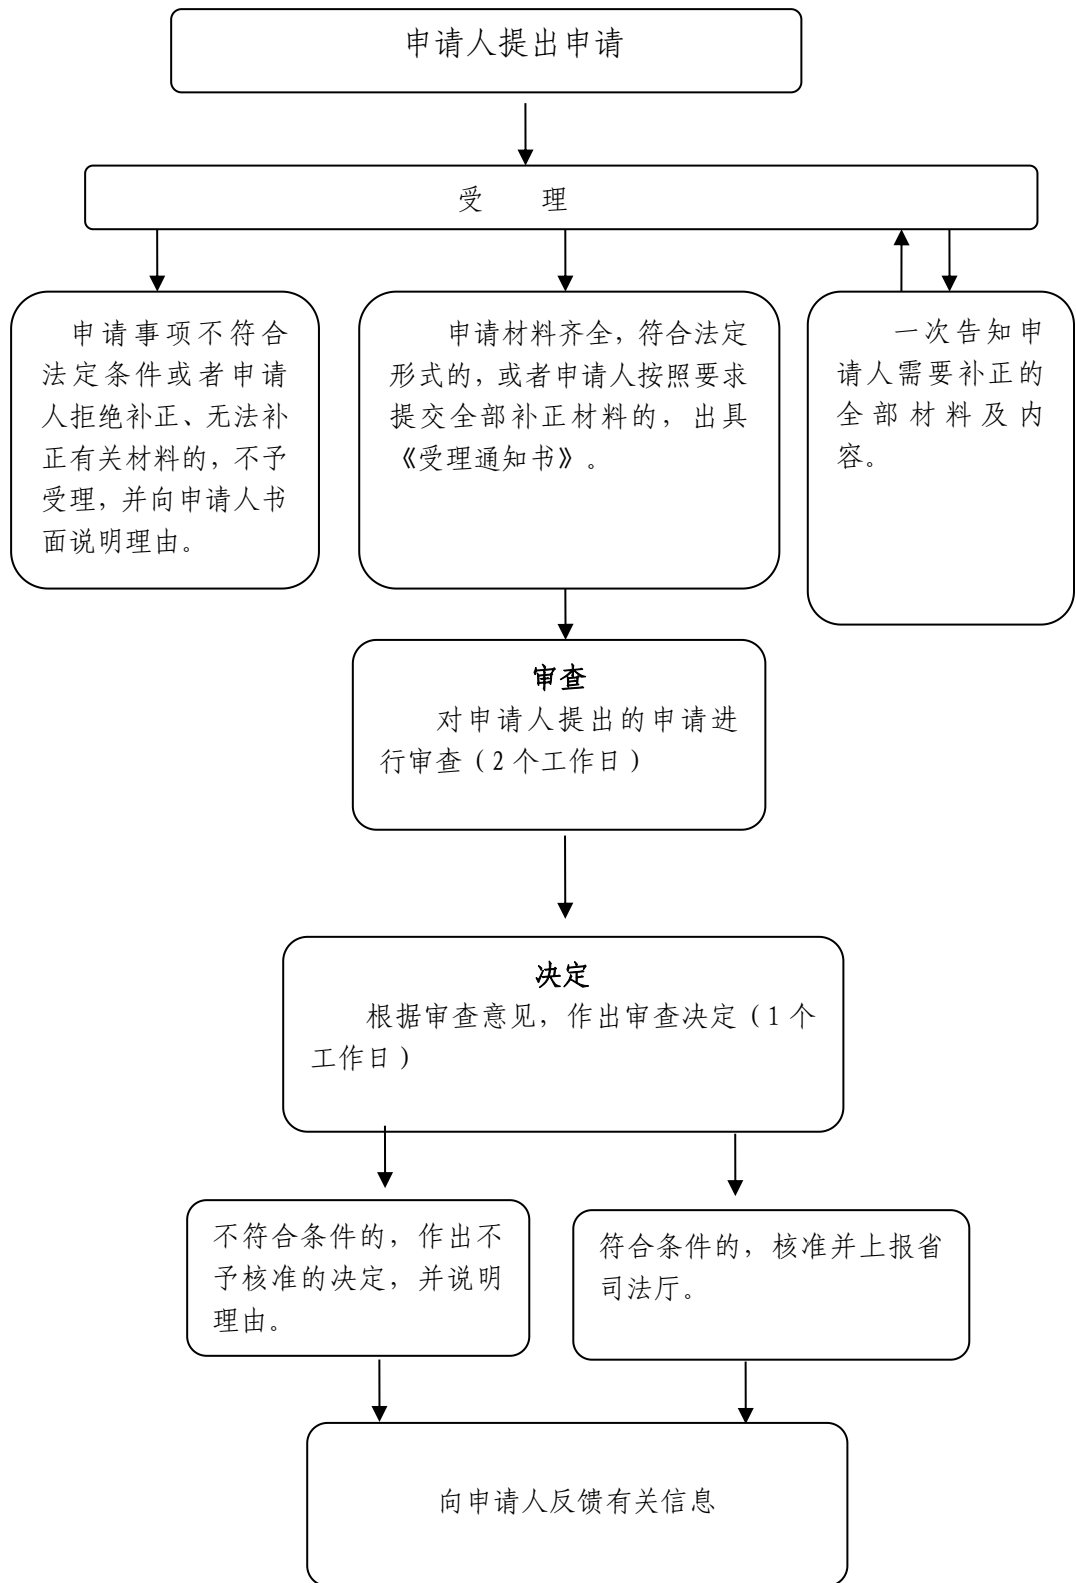 申请人提出申请
受 理
申请事项不符合
法定条件或者申请
人拒绝补正、无法补
正有关材料的，不予
受理，并向申请人书
面说明理由。
申请材料齐全，符合法定
形式的，或者申请人按照要求
提交全部补正材料的，出具
《受理通知书》。
一次告知申
请人需要补正的
全部材料及内
容。
审查
对申请人提出的申请进
行审查（2个工作日）
决定
根据审查意见，作出审查决定（1个
工作日）
不符合条件的，作出不
予核准的决定，并说明
理由。
符合条件的，核准并上报省
司法厅。
向申请人反馈有关信息